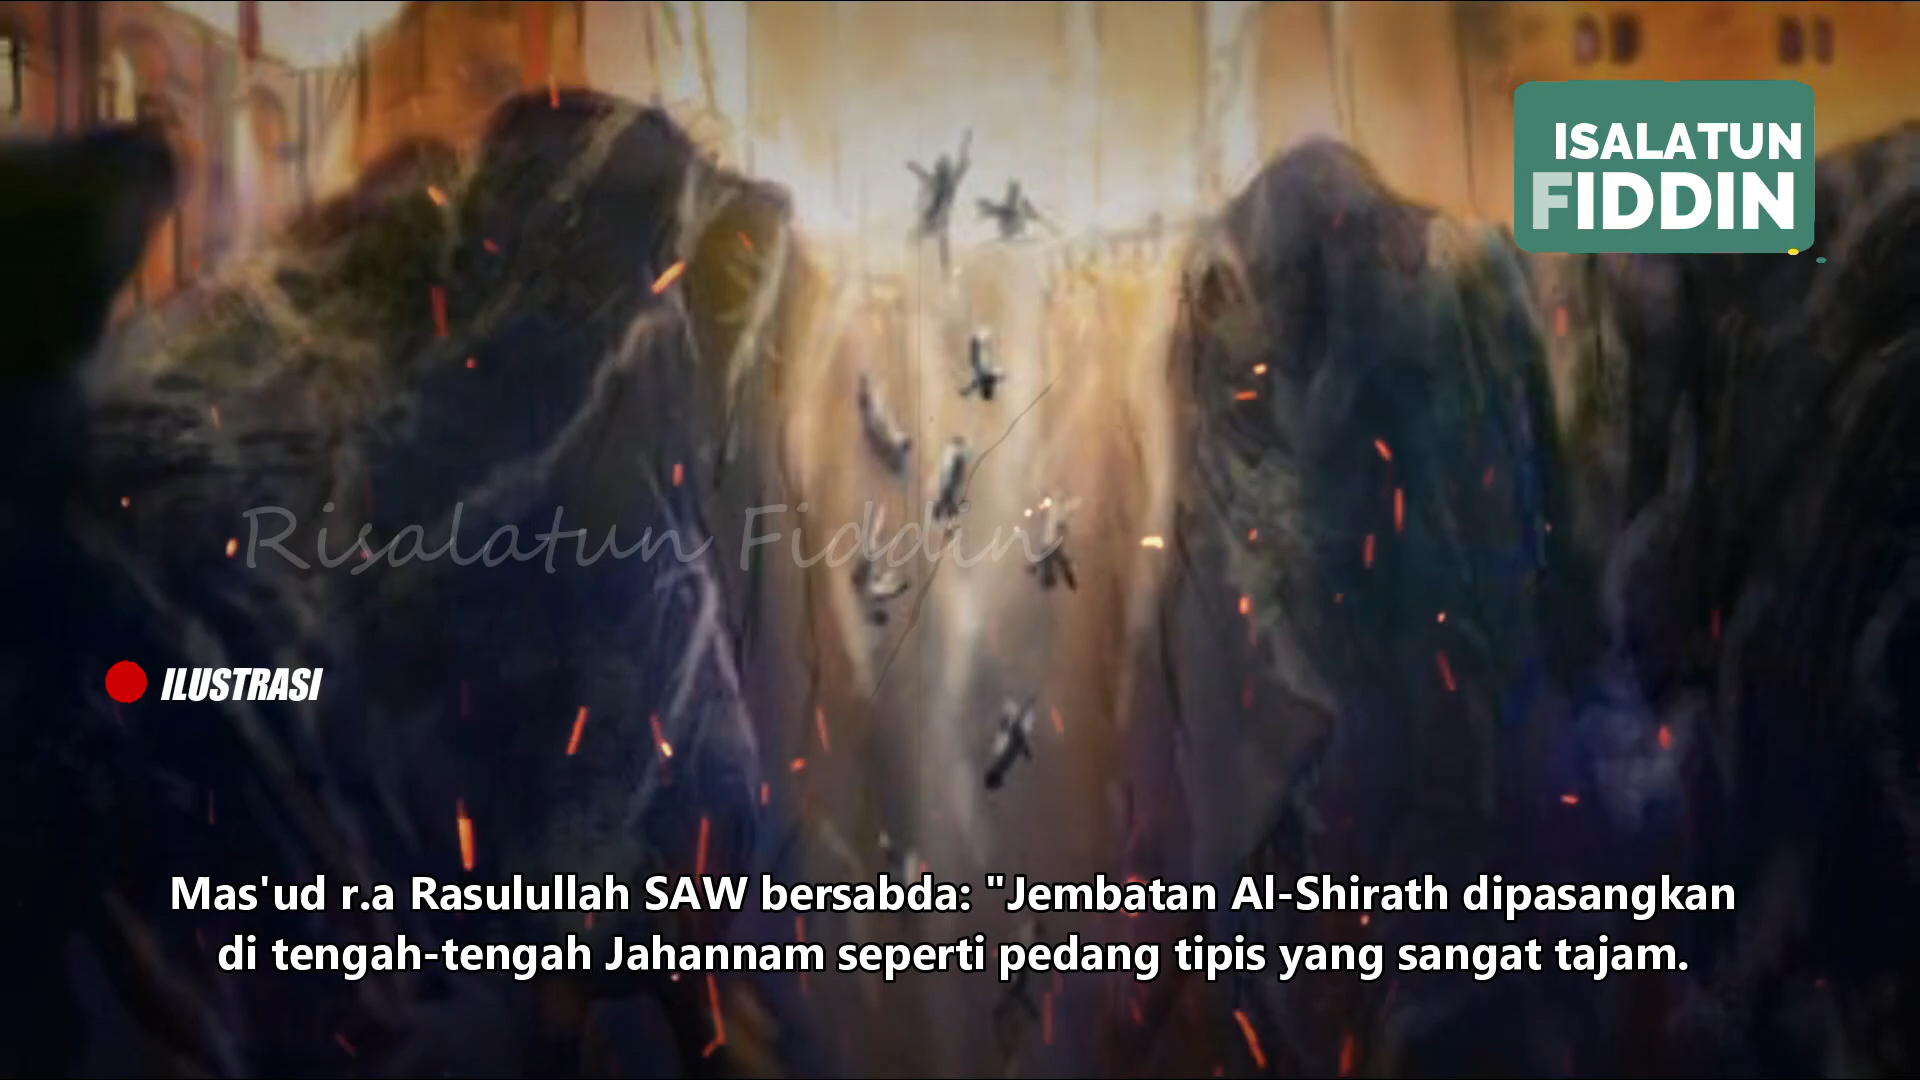 ISALATUN
FIDDIN
Risalatun Fiddin
ILUSTRASI
Mas'ud r.a Rasulullah SAW bersabda: "Jembatan Al-Shirath dipasangkan
di tengah-tengah Jahannam seperti pedang tipis yang sangat tajam.